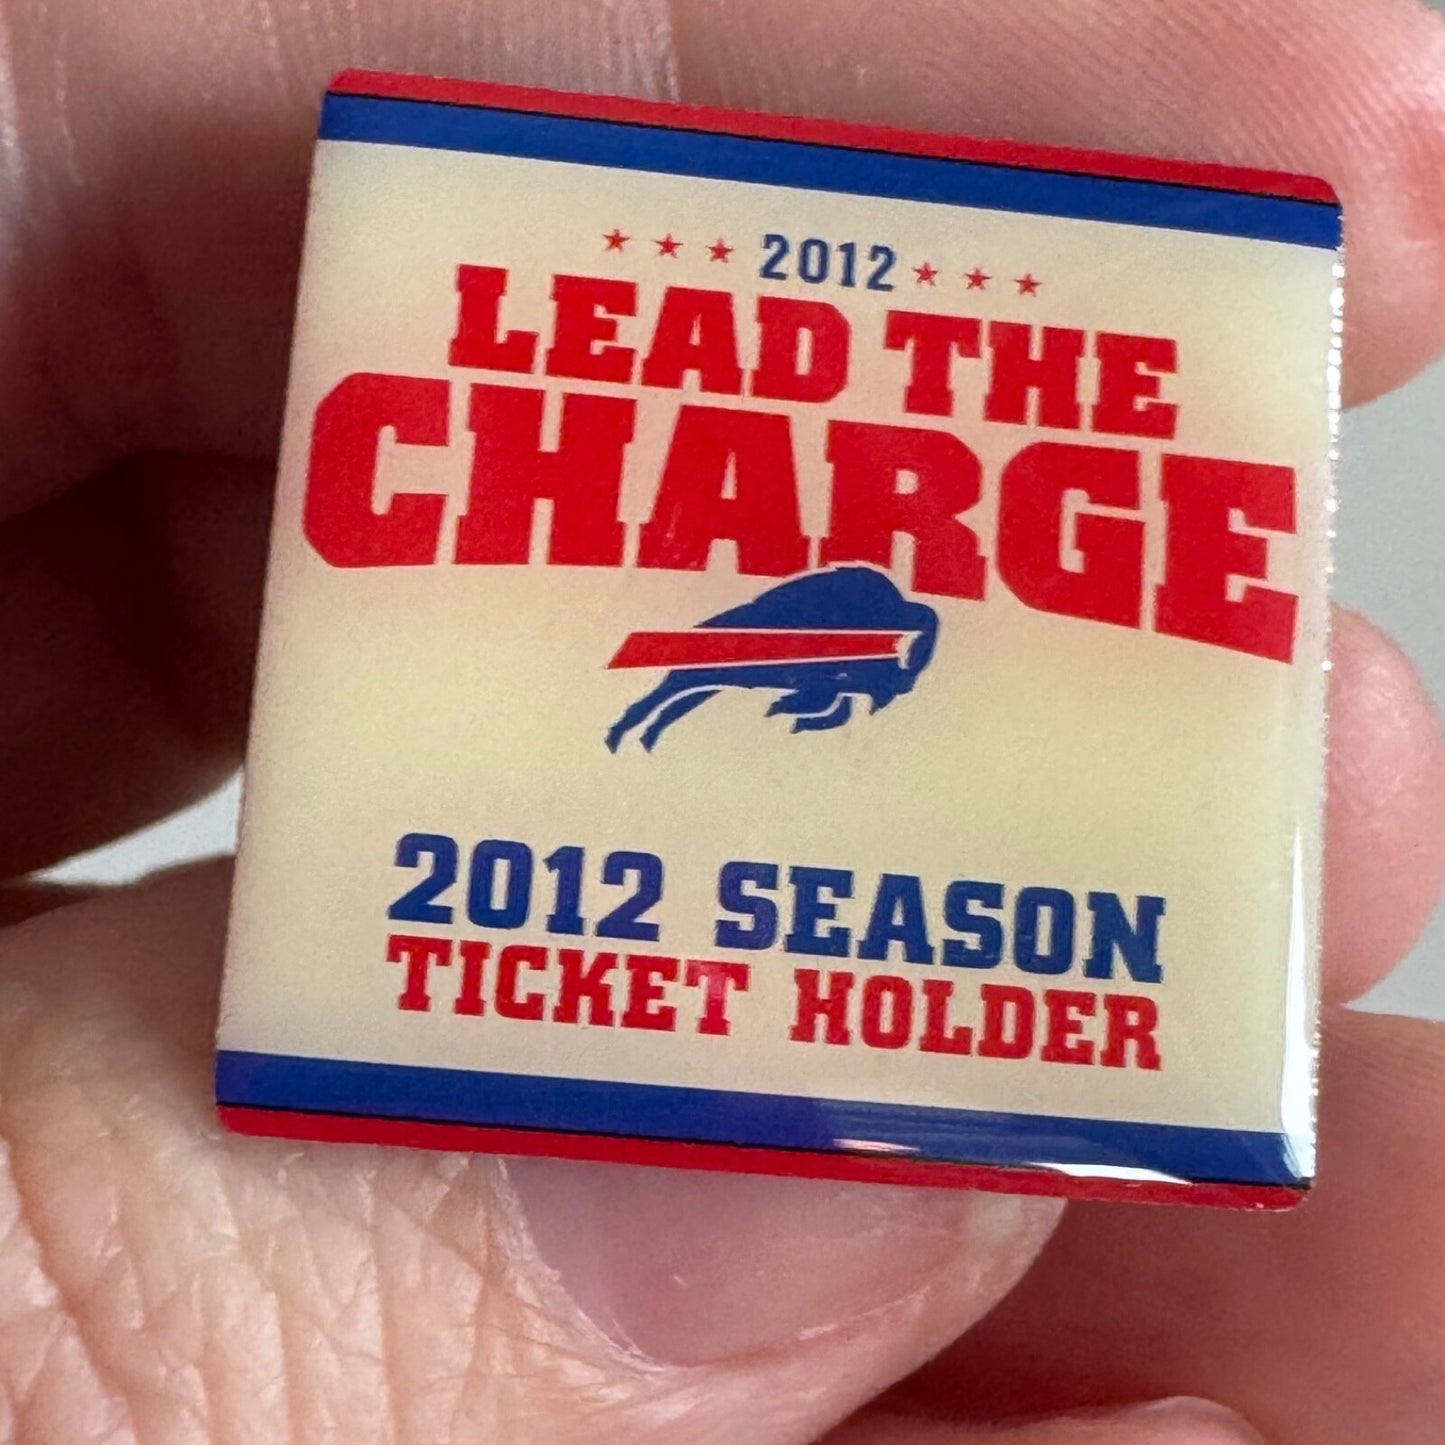 2012
LEAD THE
CHARGE
2012 SEASON
TICKET HOLDER